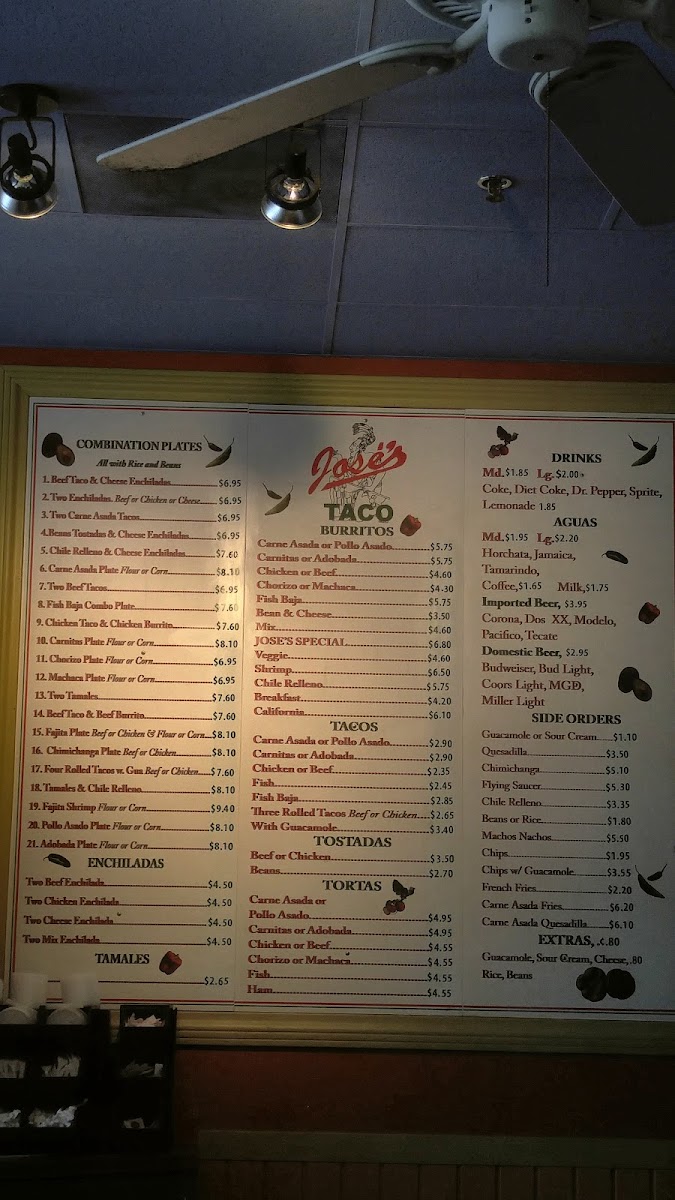 COMBINATION PLATES
All with Rice and Beans
1. Beef Taco & Cheese Enchiladas $6.95
2. Two Enchiladas. Beef or Chicken or Cheese $6.95
3. Two Carne Asada Tacos $6.95
4.Beans Tostadas & Cheese Enchiladas $6.95
5. Chile Relleno & Cheese Enchiladas $7.60
6. Carne Asada Plate Flour or Corn $8.10
7. Two Beef Tacos $6.95
8. Fish Baja Combo Plate $7.60
9. Chicken Taco & Chicken Burrito $7.60
10. Carnitas Plate Flour or Corn $8.10
11. Chorizo Plate Flour or Corn $6.95
12. Machaca Plate Flour or Corn $6.95
13. Two Tamales $7.60
14. Beef Taco & Beef Burrito $7.60
15. Fajita Plate Beef or Chicken & Flour or Corn $8.10
16. Chimichanga Plate Beef or Chicken $8.10
17. Four Rolled Tacos w. Gua Beef or Chicken $7.60
18. Tamales & Chile Relleno $8.10
19. Fajita Shrimp Flour or Corn $9.40
20. Pollo Asado Plate Flour or Corn $8.10
21. Adobada Plate Flour or Corn $8.10
ENCHILADAS
Two Beef Enchilada $4.50
Two Chicken Enchilada $4.50
Two Cheese Enchilada $4.50
Two Mix Enchilada $4.50
TAMALES
$2.65
José's
TACO
BURRITOS
Carne Asada or Pollo Asado $5.75
Carnitas or Adobada $5.75
Chicken or Beef $4.60
Chorizo or Machaca $4.30
Fish Baja $5.75
Bean & Cheese $3.50
Mix $4.60
JOSE'S SPECIAL $6.80
Veggie $4.60
Shrimp $6.50
Chile Relleno $5.75
Breakfast $4.20
California $6.10
TACOS
Carne Asada or Pollo Asado $2.90
Carnitas or Adobada $2.90
Chicken or Beef $2.35
Fish $2.45
Fish Baja $2.85
Three Rolled Tacos Beef or Chicken $2.65
With Guacamole $3.40
TOSTADAS
Beef or Chicken $3.50
Beans $2.70
TORTAS
Carne Asada or
Pollo Asado $4.95
Carnitas or Adobada $4.95
Chicken or Beef $4.55
Chorizo or Machaca $4.55
Fish $4.55
Ham $4.55
DRINKS
Md. $1.85 Lg. $2.00
Coke, Diet Coke, Dr. Pepper, Sprite,
Lemonade 1.85
AGUAS
Md. $1.95 Lg. $2.20
Horchata, Jamaica,
Tamarindo,
Coffee, $1.65 Milk, $1.75
Imported Beer, $3.95
Corona, Dos XX, Modelo,
Pacifico, Tecate
Domestic Beer, $2.95
Budweiser, Bud Light,
Coors Light, MGD,
Miller Light
SIDE ORDERS
Guacamole or Sour Cream $1.10
Quesadilla $3.50
Chimichanga $5.10
Flying Saucer $5.30
Chile Relleno $3.35
Beans or Rice $1.80
Machos Nachos $5.50
Chips $1.95
Chips w/ Guacamole $3.55
French Fries $2.20
Carne Asada Fries $6.20
Carne Asada Quesadilla $6.10
EXTRAS, .80
Guacamole, Sour Cream, Cheese, .80
Rice, Beans